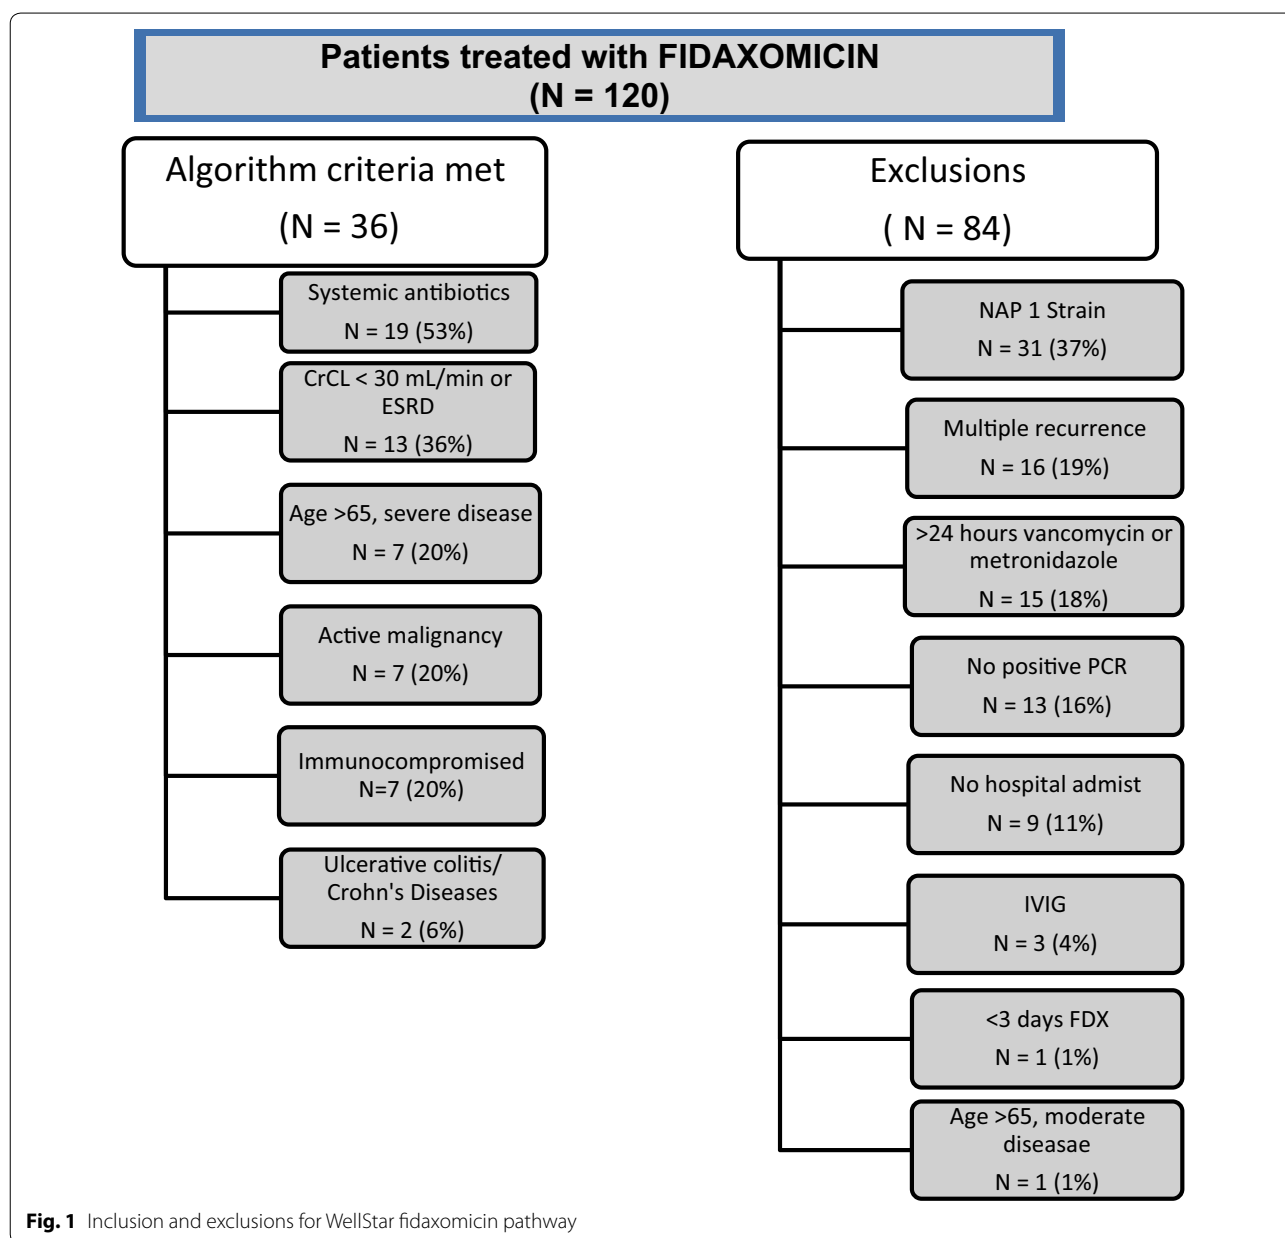 Patients treated with FIDAXOMICIN
(N = 120)
Algorithm criteria met
(N = 36)
Systemic antibiotics
N = 19 (53%)
CrCL < 30 mL/min or
ESRD
N = 13 (36%)
Age >65, severe disease
N = 7 (20%)
Active malignancy
N = 7 (20%)
Immunocompromised
N=7 (20%)
Ulcerative colitis/
Crohn's Diseases
N = 2 (6%)
Exclusions
( N = 84)
NAP 1 Strain
N = 31 (37%)
Multiple recurrence
N = 16 (19%)
>24 hours vancomycin or
metronidazole
N = 15 (18%)
No positive PCR
N = 13 (16%)
No hospital admist
N = 9 (11%)
IVIG
N = 3 (4%)
<3 days FDX
N = 1 (1%)
Age >65, moderate
diseasae
N = 1 (1%)
Fig. 1 Inclusion and exclusions for WellStar fidaxomicin pathway